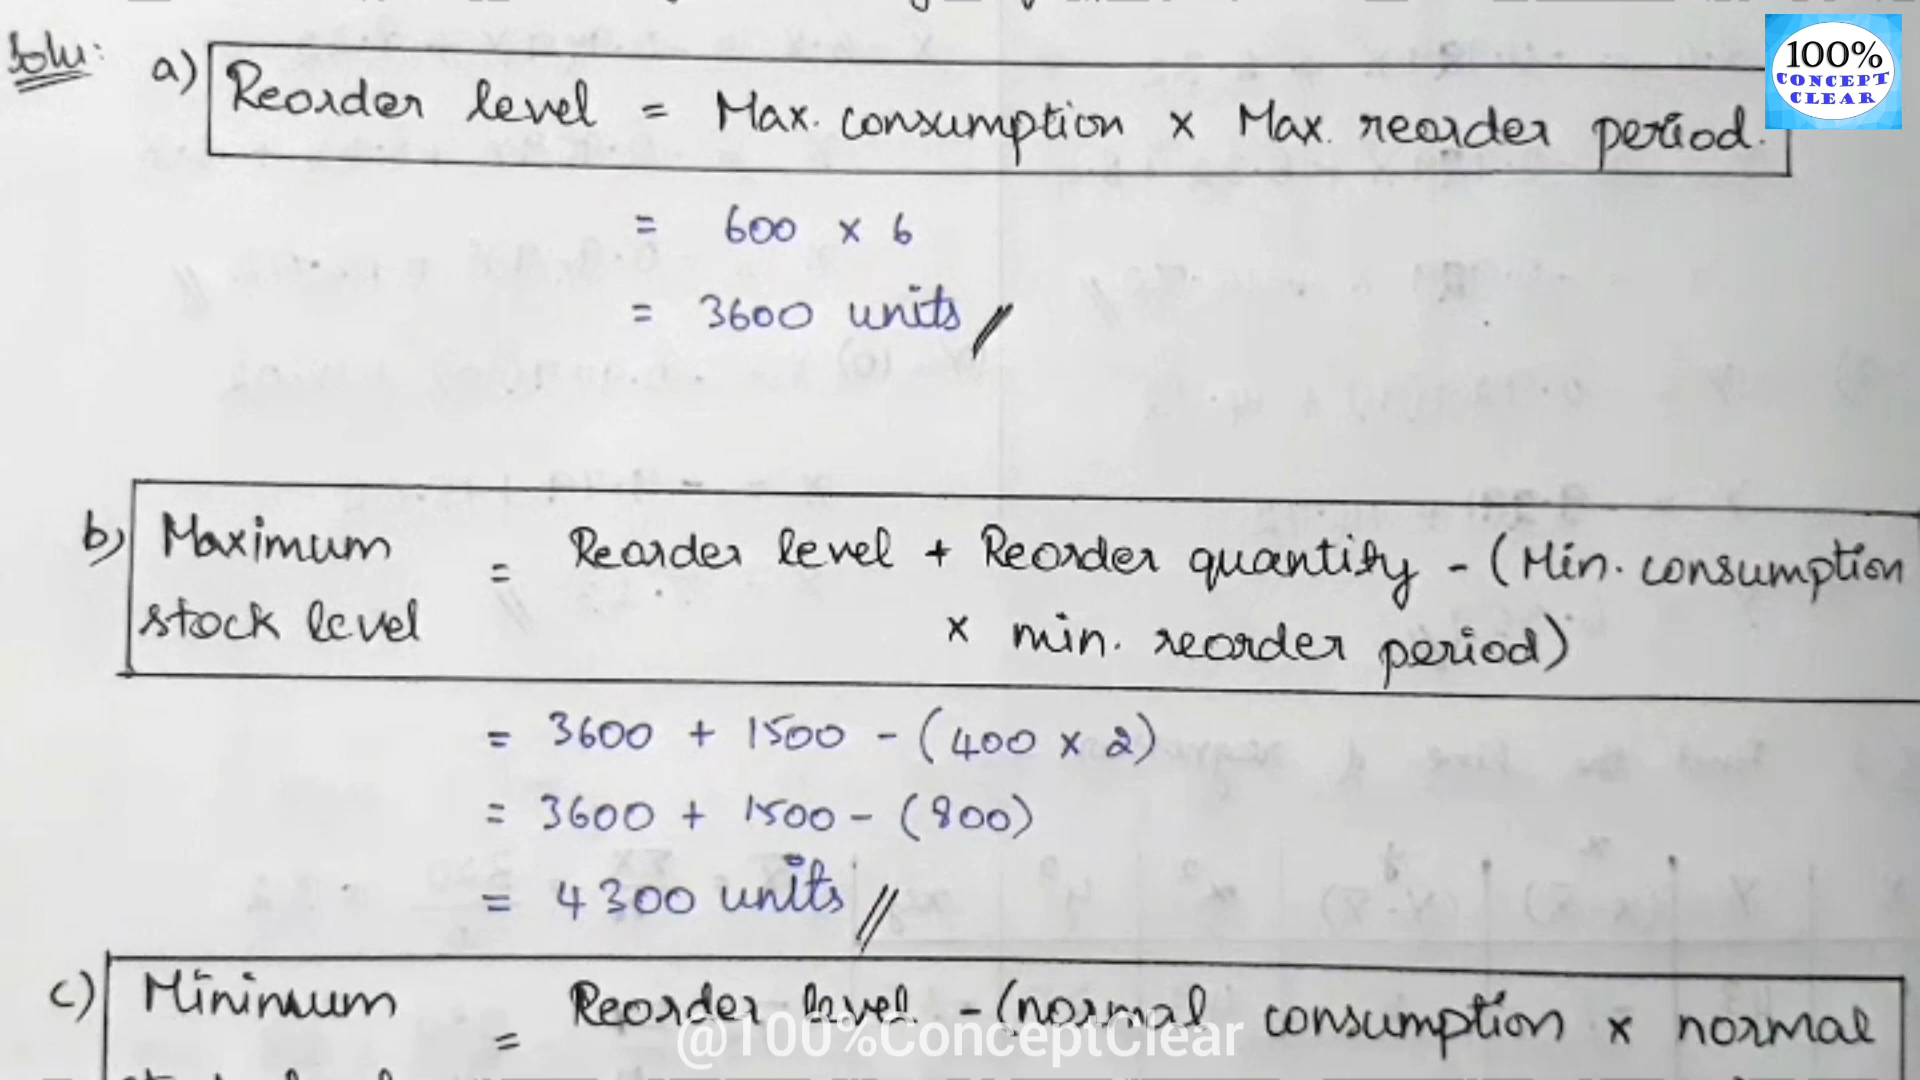 Solu:
a) Reorder level = Max. consumption x Max. reorder period.
= 600 x 6
= 3600 units
b) Maximum stock level = Reorder level + Reorder quantity - (Min. consumption
x min. reorder period)
= 3600 + 1500 - (400 x 2)
= 3600 + 1500 - (800)
= 4300 units
c) Minimum = Reorder level - (normal consumption x normal
100%
CONCEPT
CLEAR
@100%ConceptClear